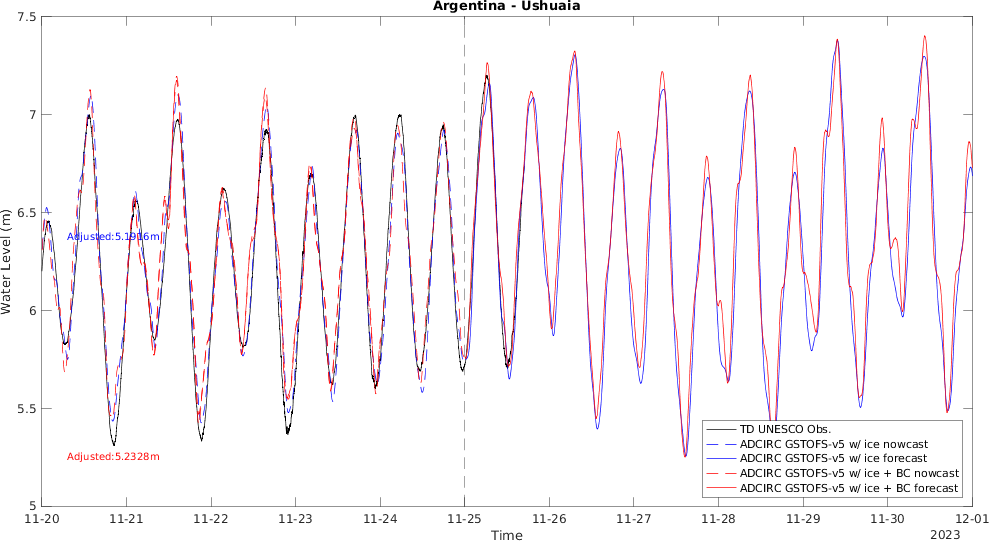 Argentina - Ushuaia
Water Level (m)
7.5
7
6.5
6
5.5
5
Adjusted:5.1916m
Adjusted:5.2328m
TD UNESCO Obs.
ADCIRC GSTOFS-v5 w/ ice nowcast
ADCIRC GSTOFS-v5 w/ ice forecast
ADCIRC GSTOFS-v5 w/ ice + BC nowcast
ADCIRC GSTOFS-v5 w/ ice + BC forecast
11-20 11-21 11-22 11-23 11-24 11-25 11-26 11-27 11-28 11-29 11-30 12-01
Time
2023